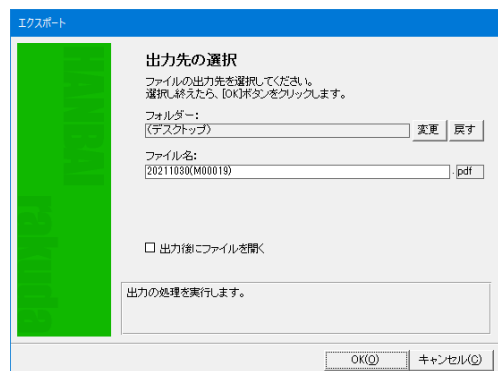 エクスポート
HANBAI
rakuda
出力先の選択
ファイルの出力先を選択してください。
選択し終えたら、[OK]ボタンをクリックします。
フォルダー:
(デスクトップ)
変更
戻す
ファイル名:
20211030(M00019)
.pdf
出力後にファイルを開く
出力の処理を実行します。
OK(O)
キャンセル(C)